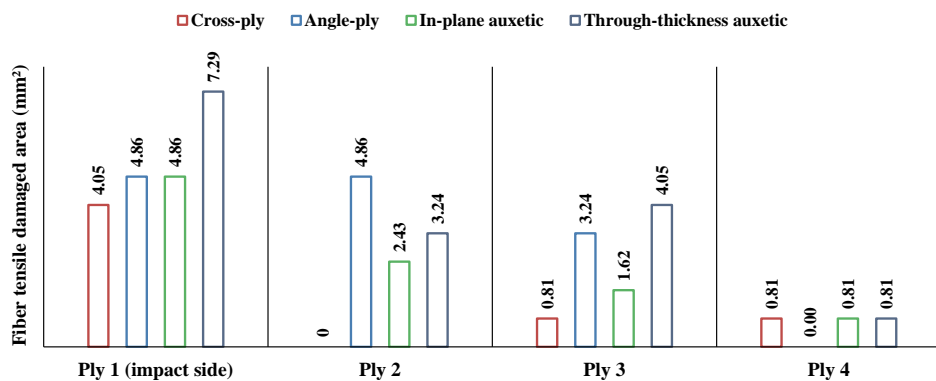 Cross-ply Angle-ply In-plane auxetic Through-thickness auxetic
Fiber tensile damaged area (mm²)
4.05 4.86 4.86 7.29
0 4.86 2.43 3.24
0.81 3.24 1.62 4.05
0.81 0.00 0.81 0.81
Ply 1 (impact side) Ply 2 Ply 3 Ply 4